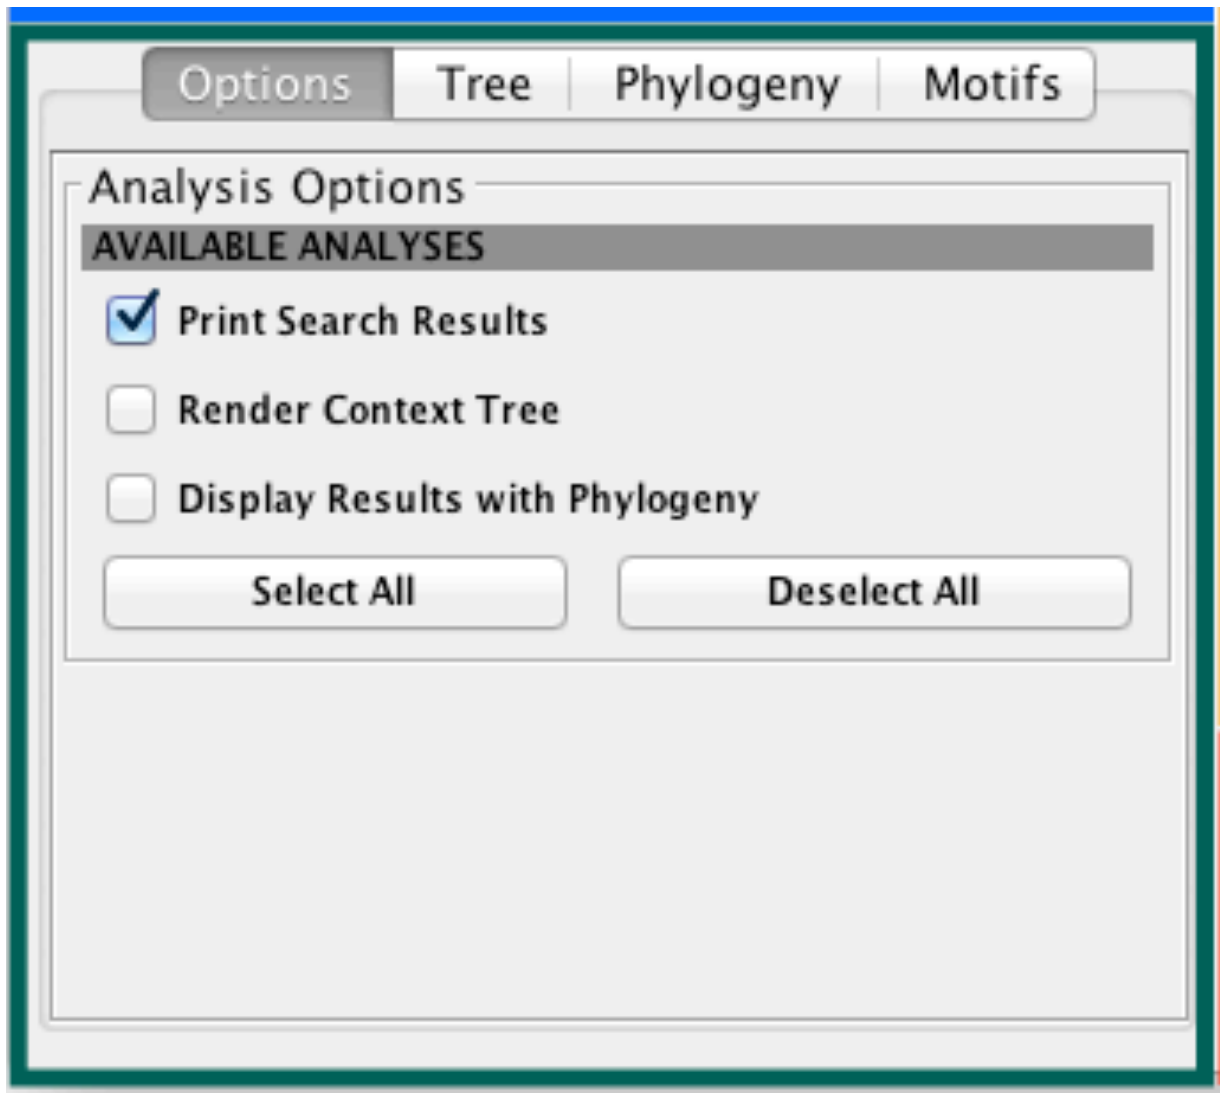 Options Tree Phylogeny Motifs
Analysis Options
AVAILABLE ANALYSES
Print Search Results
Render Context Tree
Display Results with Phylogeny
Select All Deselect All